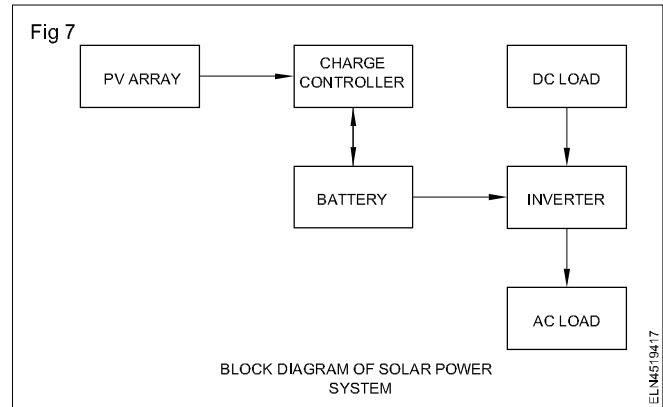 Fig 7
PV ARRAY
CHARGE
CONTROLLER
DC LOAD
BATTERY
INVERTER
AC LOAD
BLOCK DIAGRAM OF SOLAR POWER
SYSTEM
ELN4519417